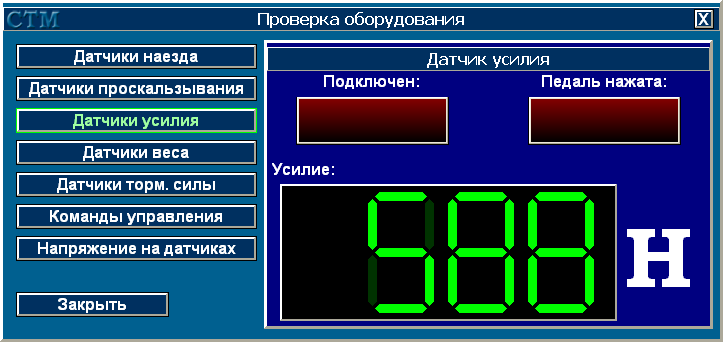 СТМ
Проверка оборудования
X
Датчики наезда
Датчики проскальзывания
Датчики усилия
Датчики веса
Датчики торм. силы
Команды управления
Напряжение на датчиках
Закрыть
Датчик усилия
Подключен:
Педаль нажата:
Усилие:
588
Н